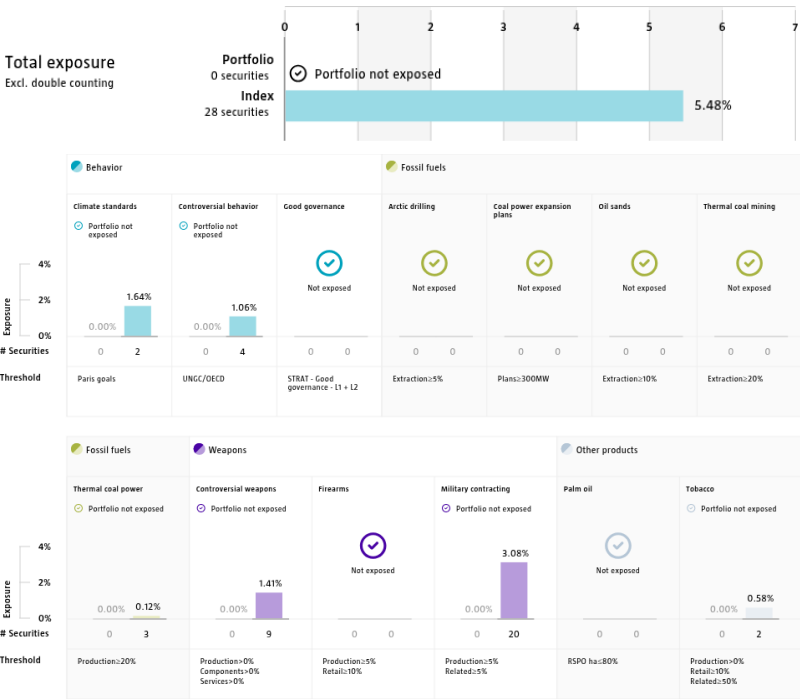 0 1 2 3 4 5 6 7
Total exposure
Excl. double counting
Portfolio
0 securities
Portfolio not exposed
Index
28 securities
5.48%
Behavior
Fossil fuels
Climate standards
Controversial behavior
Good governance
Arctic drilling
Coal power expansion
plans
Oil sands
Thermal coal mining
Portfolio not
exposed
Portfolio not
exposed
Not exposed
Not exposed
Not exposed
Not exposed
Not exposed
Exposure
4%
2%
0%
0.00% 1.64%
0.00% 1.06%
# Securities
0 2 0 4 0 0 0 0 0 0 0 0 0 0
Threshold
Paris goals
UNGC/OECD
STRAT - Good
governance - L1 + L2
Extraction≥5%
Plans≥300MW
Extraction≥10%
Extraction≥20%
Fossil fuels
Weapons
Other products
Thermal coal power
Controversial weapons
Firearms
Military contracting
Palm oil
Tobacco
Portfolio not exposed
Portfolio not exposed
Not exposed
Portfolio not exposed
Not exposed
Portfolio not exposed
Exposure
4%
2%
0%
0.00% 0.12%
0.00% 1.41%
0.00% 3.08%
0.00% 0.58%
# Securities
0 3 0 9 0 0 0 20 0 0 0 2
Threshold
Production≥20%
Production>0%
Components>0%
Services>0%
Production≥5%
Retail≥10%
Production≥5%
Related≥5%
RSPO ha≤80%
Production>0%
Retail≥10%
Related≥50%